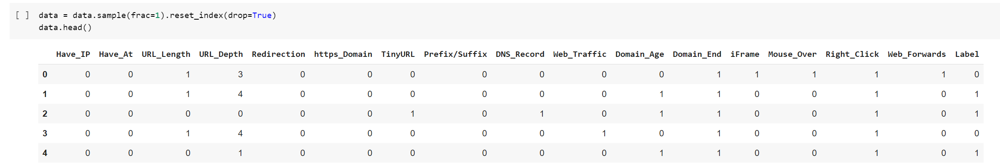 [ ] data = data.sample(frac=1).reset_index(drop=True)
data.head()
Have_IP Have_At URL_Length URL_Depth Redirection https_Domain TinyURL Prefix/Suffix DNS_Record Web_Traffic Domain_Age Domain_End iFrame Mouse_Over Right_Click Web_Forwards Label
0 0 0 1 3 0 0 0 0 0 0 0 1 1 1 1 1 0
1 0 0 1 4 0 0 0 0 0 0 1 1 0 0 1 0 1
2 0 0 0 0 0 0 1 0 1 0 1 1 0 0 1 0 1
3 0 0 1 4 0 0 0 0 0 1 0 1 0 0 1 0 0
4 0 0 0 1 0 0 0 0 0 0 1 1 0 0 1 0 1